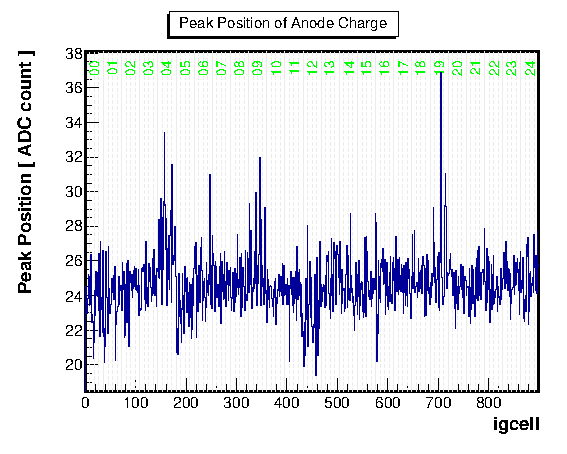 Peak Position of Anode Charge
Peak Position [ ADC count ]
38
36
34
32
30
28
26
24
22
20
00 01 02 03 04 05 06 07 08 09 10 11 12 13 14 15 16 17 18 19 20 21 22 23 24
0 100 200 300 400 500 600 700 800
igcell